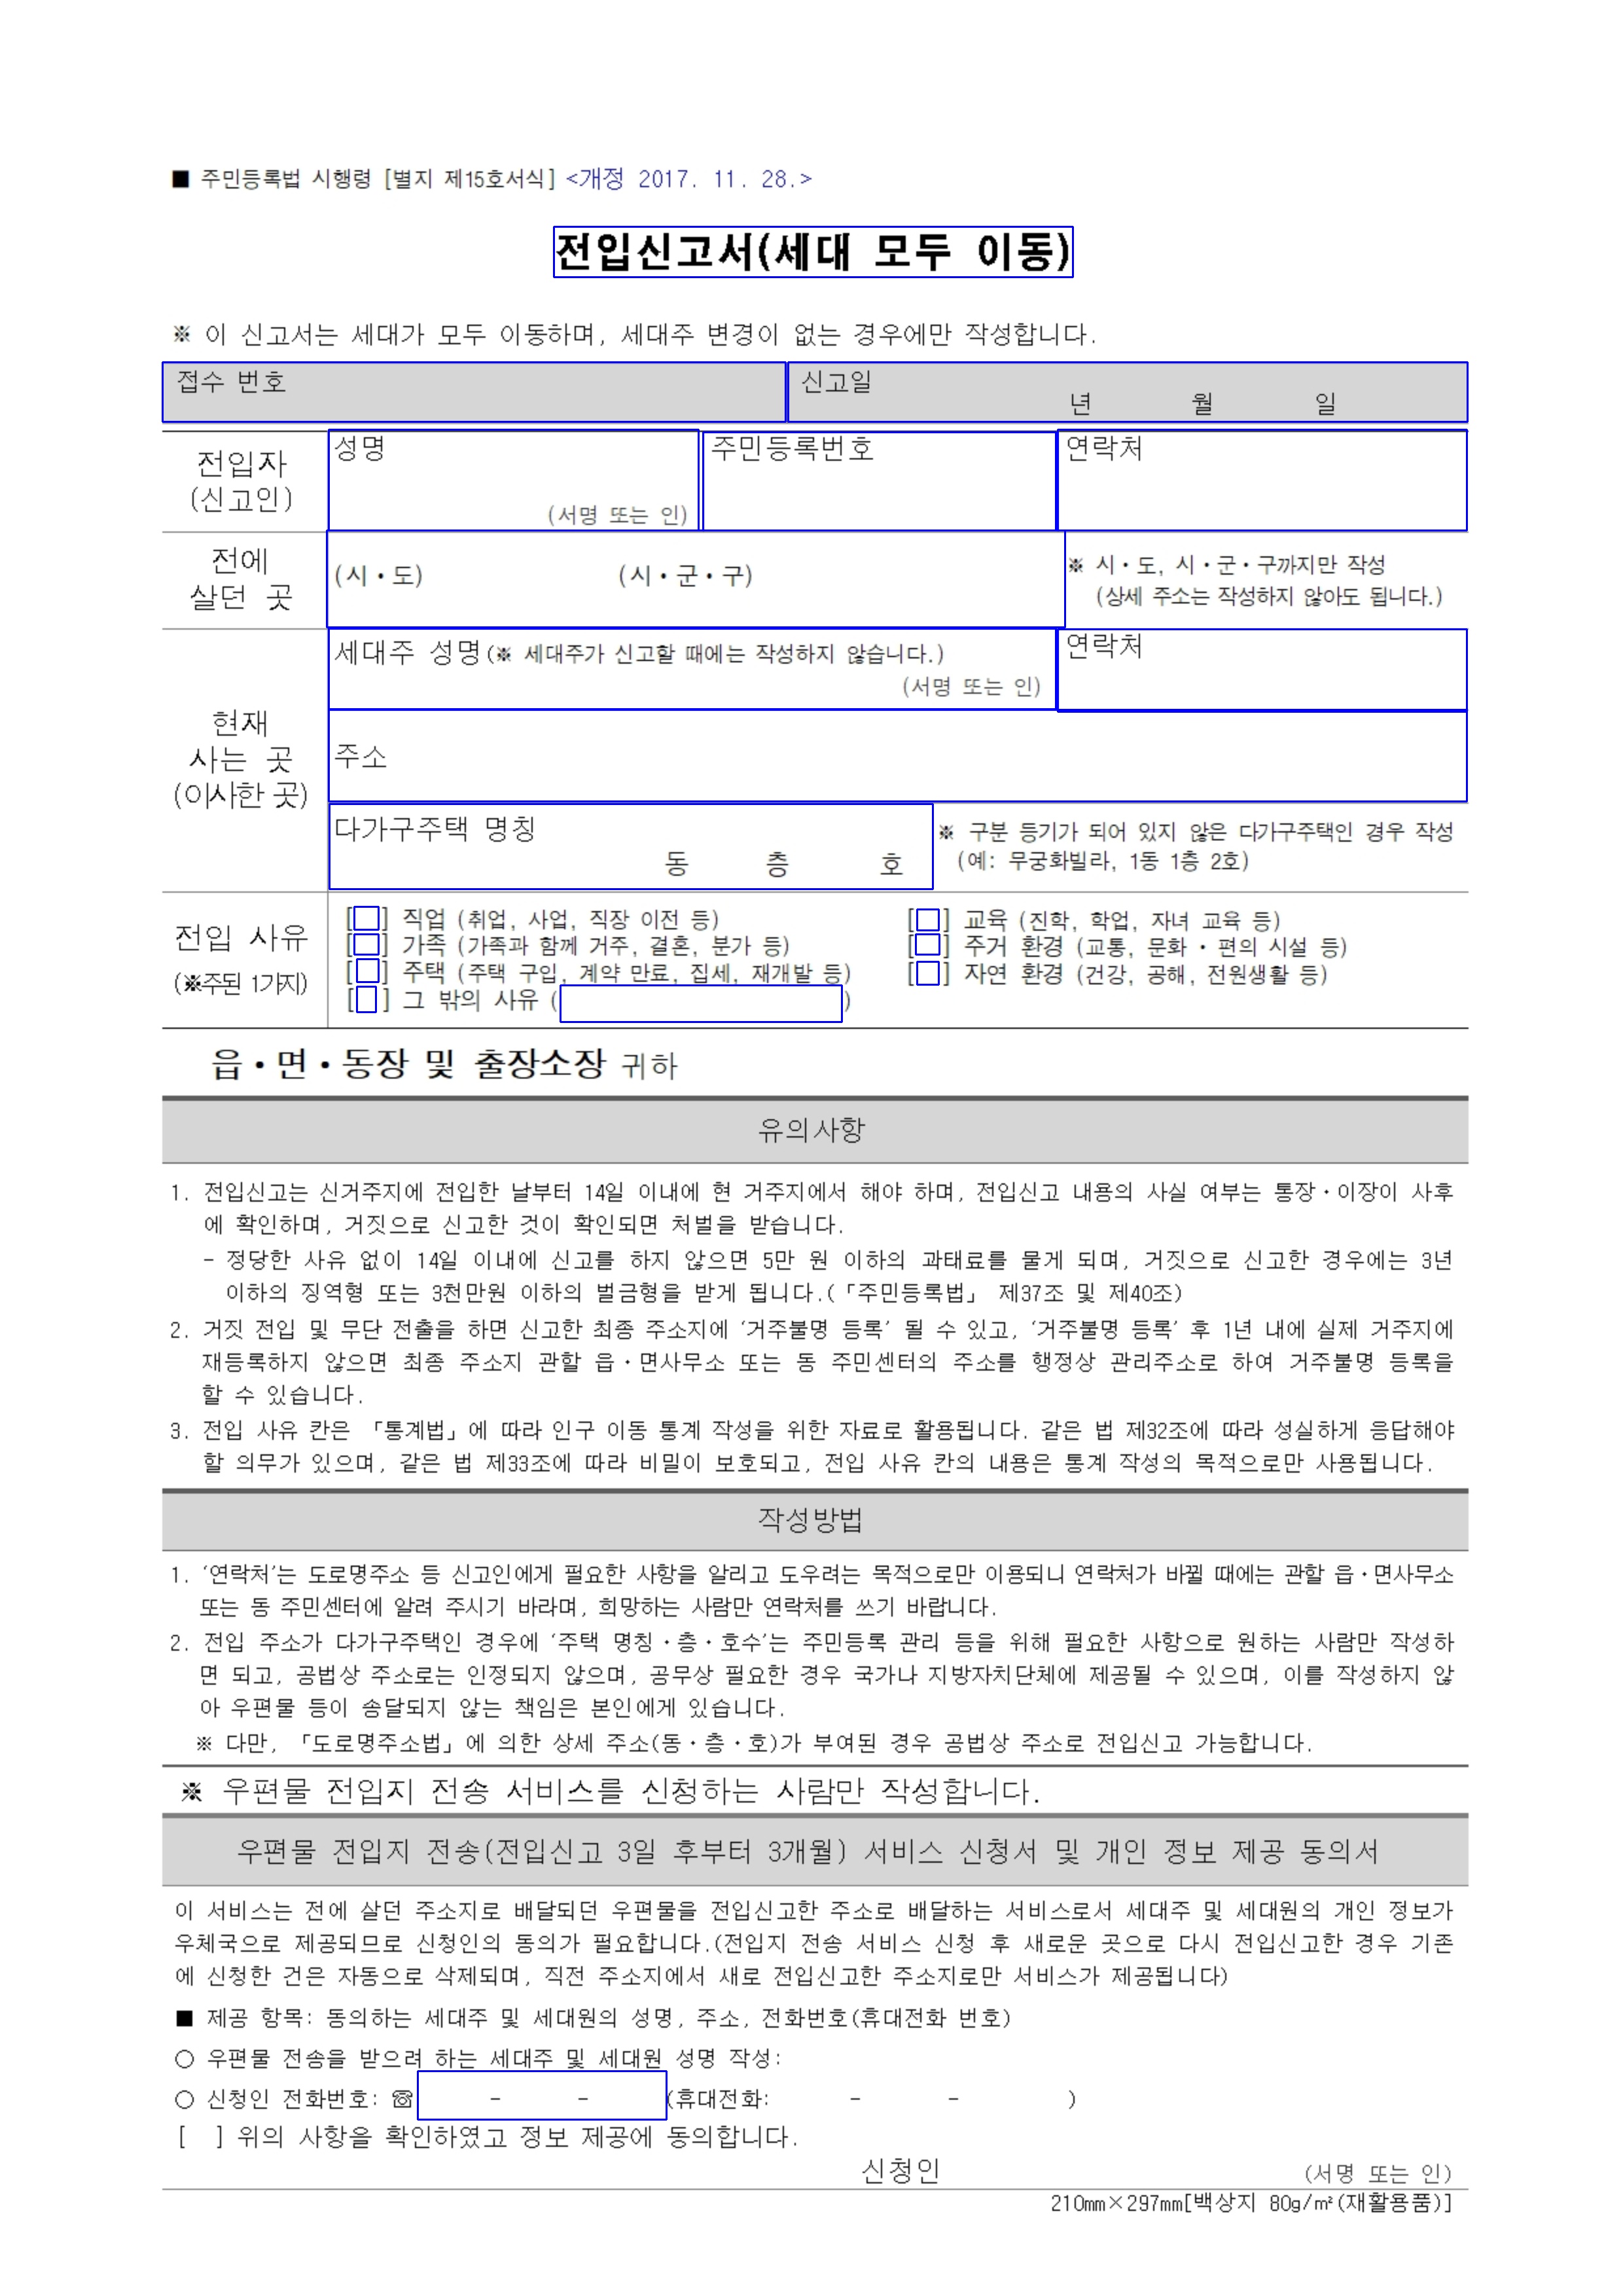 ■ 주민등록법 시행령 [별지 제15호서식] <개정 2017. 11. 28.>
전입신고서(세대 모두 이동)
※ 이 신고서는 세대가 모두 이동하며, 세대주 변경이 없는 경우에만 작성합니다.
접수 번호
신고일
년 월 일
전입자
(신고인)
성명
(서명 또는 인)
주민등록번호
연락처
전에
살던 곳
(시·도) (시·군·구)
※ 시·도, 시·군·구까지만 작성
(상세 주소는 작성하지 않아도 됩니다.)
현재
사는 곳
(이사한 곳)
세대주 성명(※ 세대주가 신고할 때에는 작성하지 않습니다.)
(서명 또는 인)
연락처
주소
다가구주택 명칭
동 층 호
※ 구분 등기가 되어 있지 않은 다가구주택인 경우 작성
(예: 무궁화빌라, 1동 1층 2호)
전입 사유
(※주된 1가지)
[ ] 직업 (취업, 사업, 직장 이전 등) [ ] 교육 (진학, 학업, 자녀 교육 등)
[ ] 가족 (가족과 함께 거주, 결혼, 분가 등) [ ] 주거 환경 (교통, 문화·편의 시설 등)
[ ] 주택 (주택 구입, 계약 만료, 집세, 재개발 등) [ ] 자연 환경 (건강, 공해, 전원생활 등)
[ ] 그 밖의 사유 ( )
읍·면·동장 및 출장소장 귀하
유의사항
1. 전입신고는 신거주지에 전입한 날부터 14일 이내에 현 거주지에서 해야 하며, 전입신고 내용의 사실 여부는 통장·이장이 사후
에 확인하며, 거짓으로 신고한 것이 확인되면 처벌을 받습니다.
- 정당한 사유 없이 14일 이내에 신고를 하지 않으면 5만 원 이하의 과태료를 물게 되며, 거짓으로 신고한 경우에는 3년
이하의 징역형 또는 3천만원 이하의 벌금형을 받게 됩니다.(「주민등록법」 제37조 및 제40조)
2. 거짓 전입 및 무단 전출을 하면 신고한 최종 주소지에 ‘거주불명 등록’ 될 수 있고, ‘거주불명 등록’ 후 1년 내에 실제 거주지에
재등록하지 않으면 최종 주소지 관할 읍·면사무소 또는 동 주민센터의 주소를 행정상 관리주소로 하여 거주불명 등록을
할 수 있습니다.
3. 전입 사유 칸은 「통계법」에 따라 인구 이동 통계 작성을 위한 자료로 활용됩니다. 같은 법 제32조에 따라 성실하게 응답해야
할 의무가 있으며, 같은 법 제33조에 따라 비밀이 보호되고, 전입 사유 칸의 내용은 통계 작성의 목적으로만 사용됩니다.
작성방법
1. ‘연락처’는 도로명주소 등 신고인에게 필요한 사항을 알리고 도우려는 목적으로만 이용되니 연락처가 바뀔 때에는 관할 읍·면사무소
또는 동 주민센터에 알려 주시기 바라며, 희망하는 사람만 연락처를 쓰기 바랍니다.
2. 전입 주소가 다가구주택인 경우에 ‘주택 명칭·층·호수’는 주민등록 관리 등을 위해 필요한 사항으로 원하는 사람만 작성하
면 되고, 공법상 주소로는 인정되지 않으며, 공무상 필요한 경우 국가나 지방자치단체에 제공될 수 있으며, 이를 작성하지 않
아 우편물 등이 송달되지 않는 책임은 본인에게 있습니다.
※ 다만, 「도로명주소법」에 의한 상세 주소(동·층·호)가 부여된 경우 공법상 주소로 전입신고 가능합니다.
※ 우편물 전입지 전송 서비스를 신청하는 사람만 작성합니다.
우편물 전입지 전송(전입신고 3일 후부터 3개월) 서비스 신청서 및 개인 정보 제공 동의서
이 서비스는 전에 살던 주소지로 배달되던 우편물을 전입신고한 주소로 배달하는 서비스로서 세대주 및 세대원의 개인 정보가
우체국으로 제공되므로 신청인의 동의가 필요합니다.(전입지 전송 서비스 신청 후 새로운 곳으로 다시 전입신고한 경우 기존
에 신청한 건은 자동으로 삭제되며, 직전 주소지에서 새로 전입신고한 주소지로만 서비스가 제공됩니다)
■ 제공 항목: 동의하는 세대주 및 세대원의 성명, 주소, 전화번호(휴대전화 번호)
○ 우편물 전송을 받으려 하는 세대주 및 세대원 성명 작성:
○ 신청인 전화번호: ☎ - - (휴대전화: - - )
[ ] 위의 사항을 확인하였고 정보 제공에 동의합니다.
신청인 (서명 또는 인)
210㎜×297㎜[백상지 80g/㎡(재활용품)]